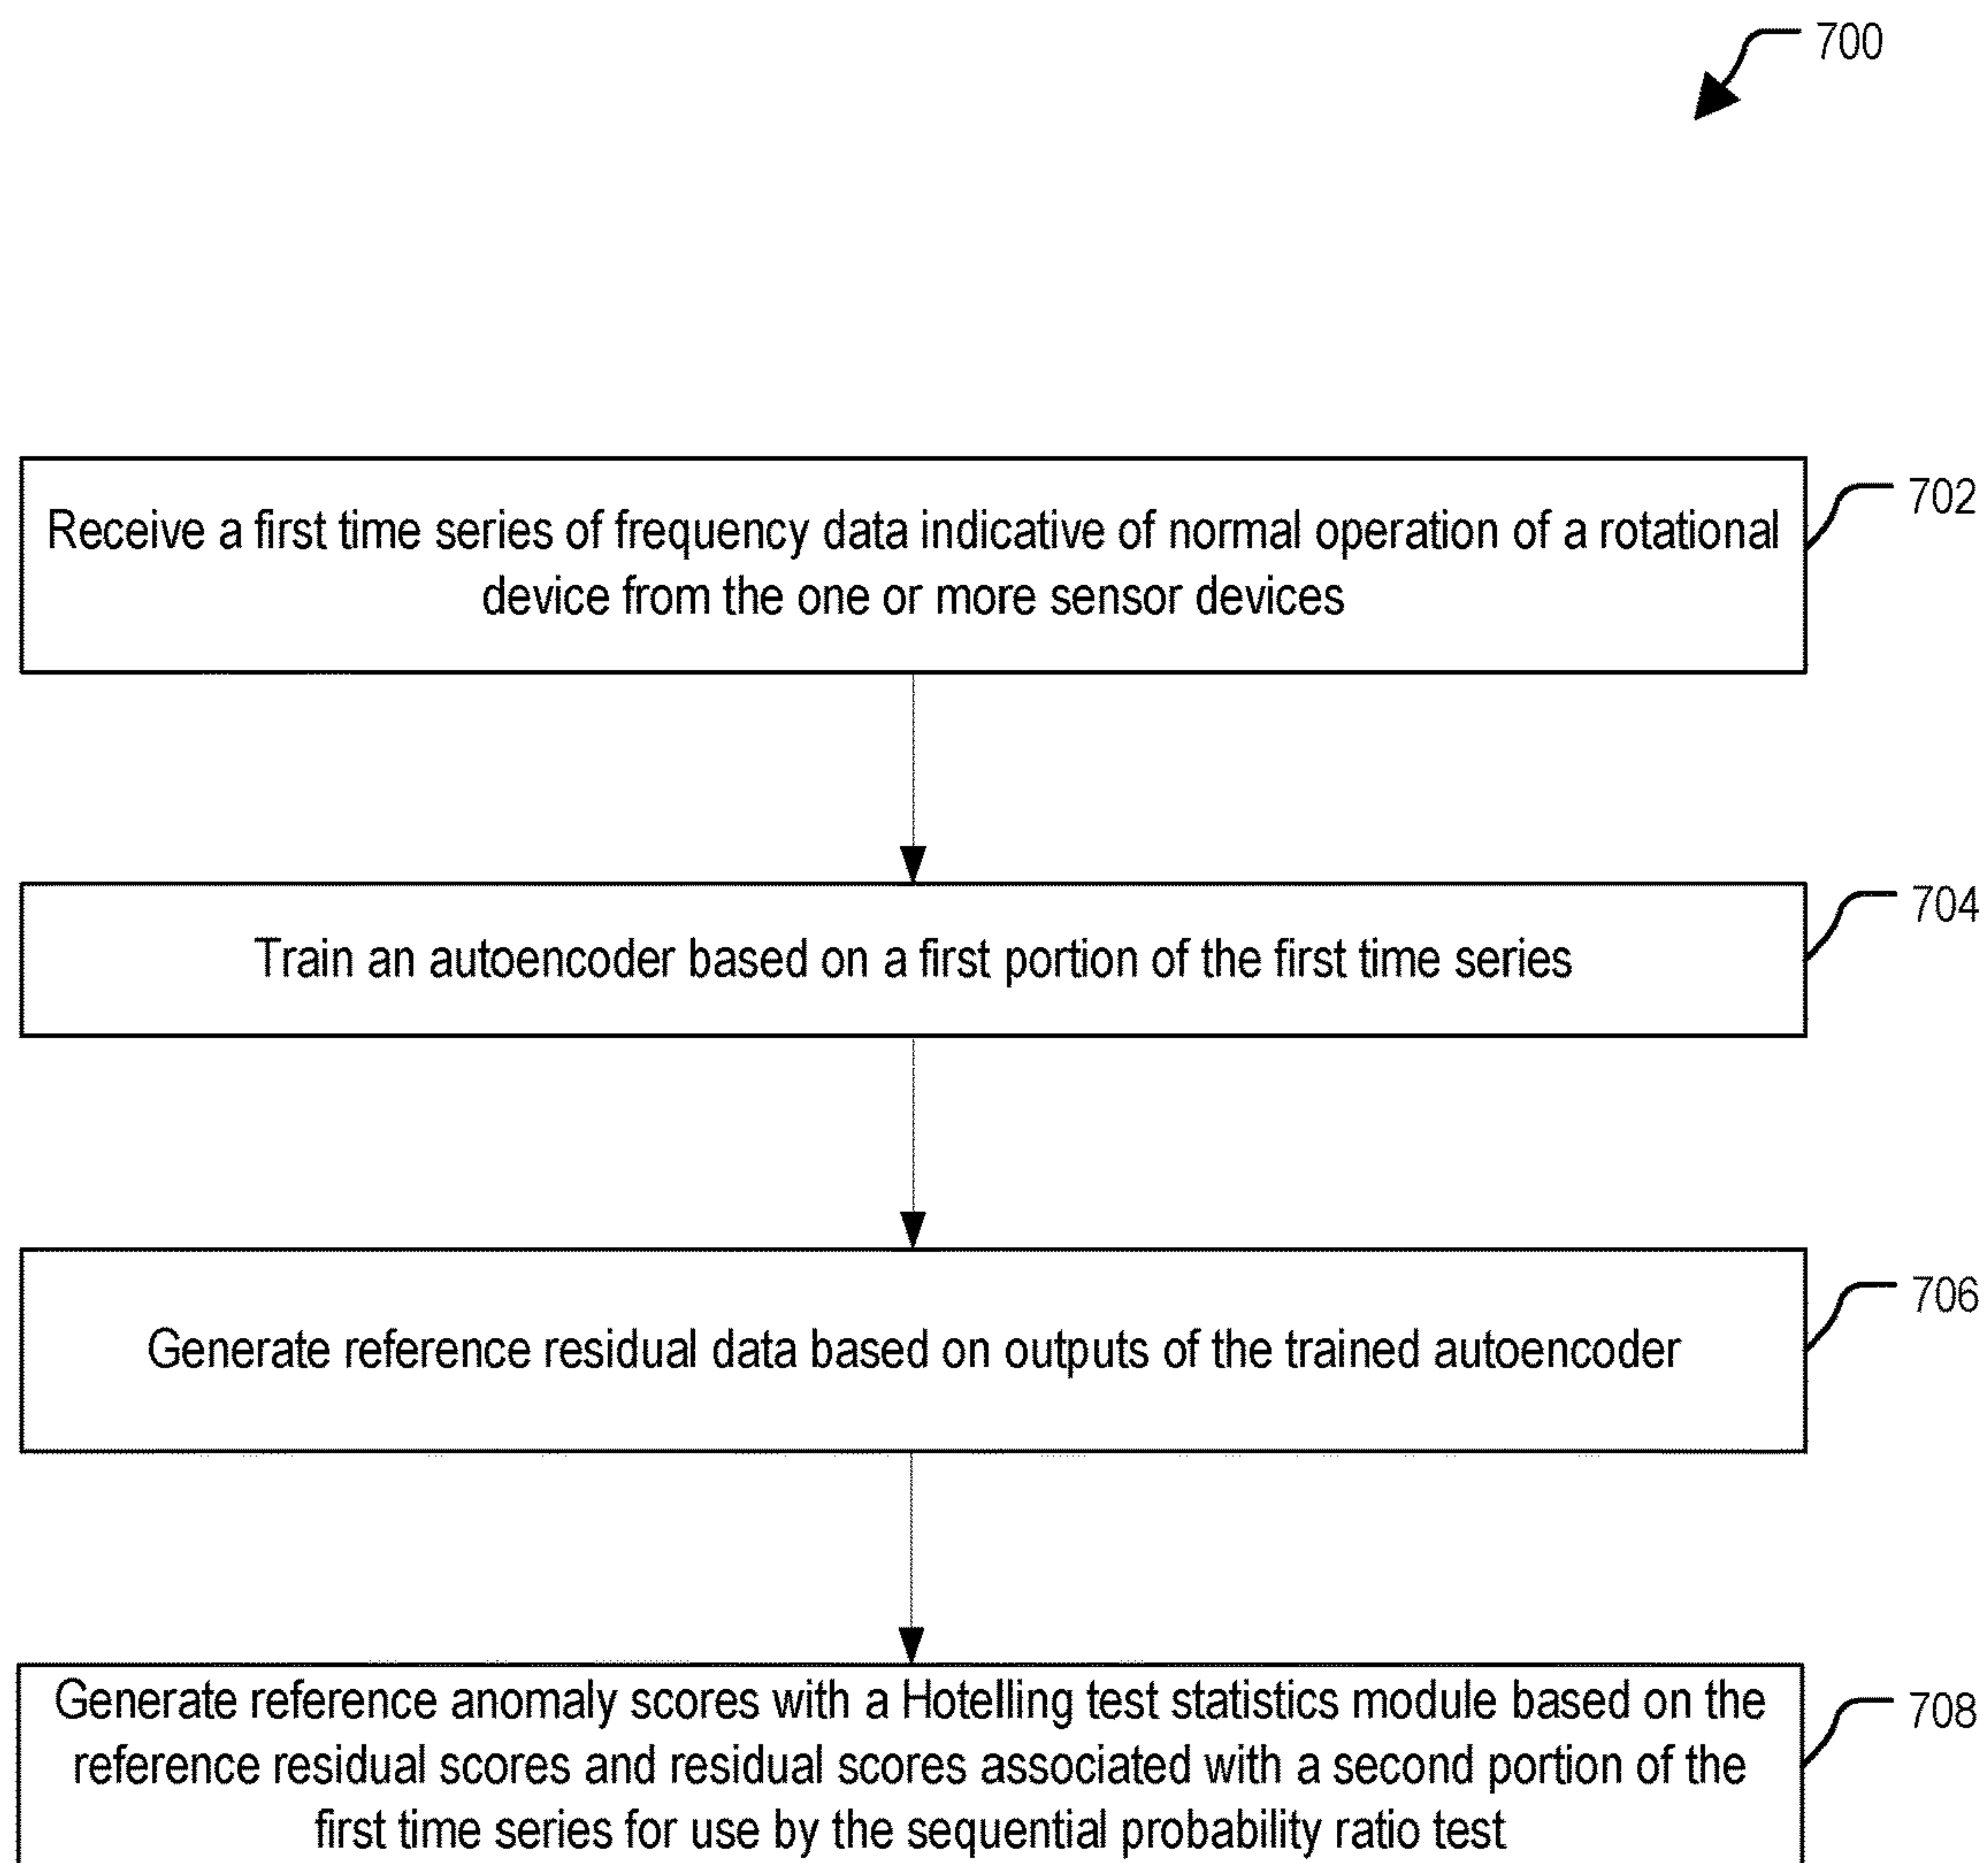 700
Receive a first time series of frequency data indicative of normal operation of a rotational
device from the one or more sensor devices
702
Train an autoencoder based on a first portion of the first time series
704
Generate reference residual data based on outputs of the trained autoencoder
706
Generate reference anomaly scores with a Hotelling test statistics module based on the
reference residual scores and residual scores associated with a second portion of the
first time series for use by the sequential probability ratio test
708